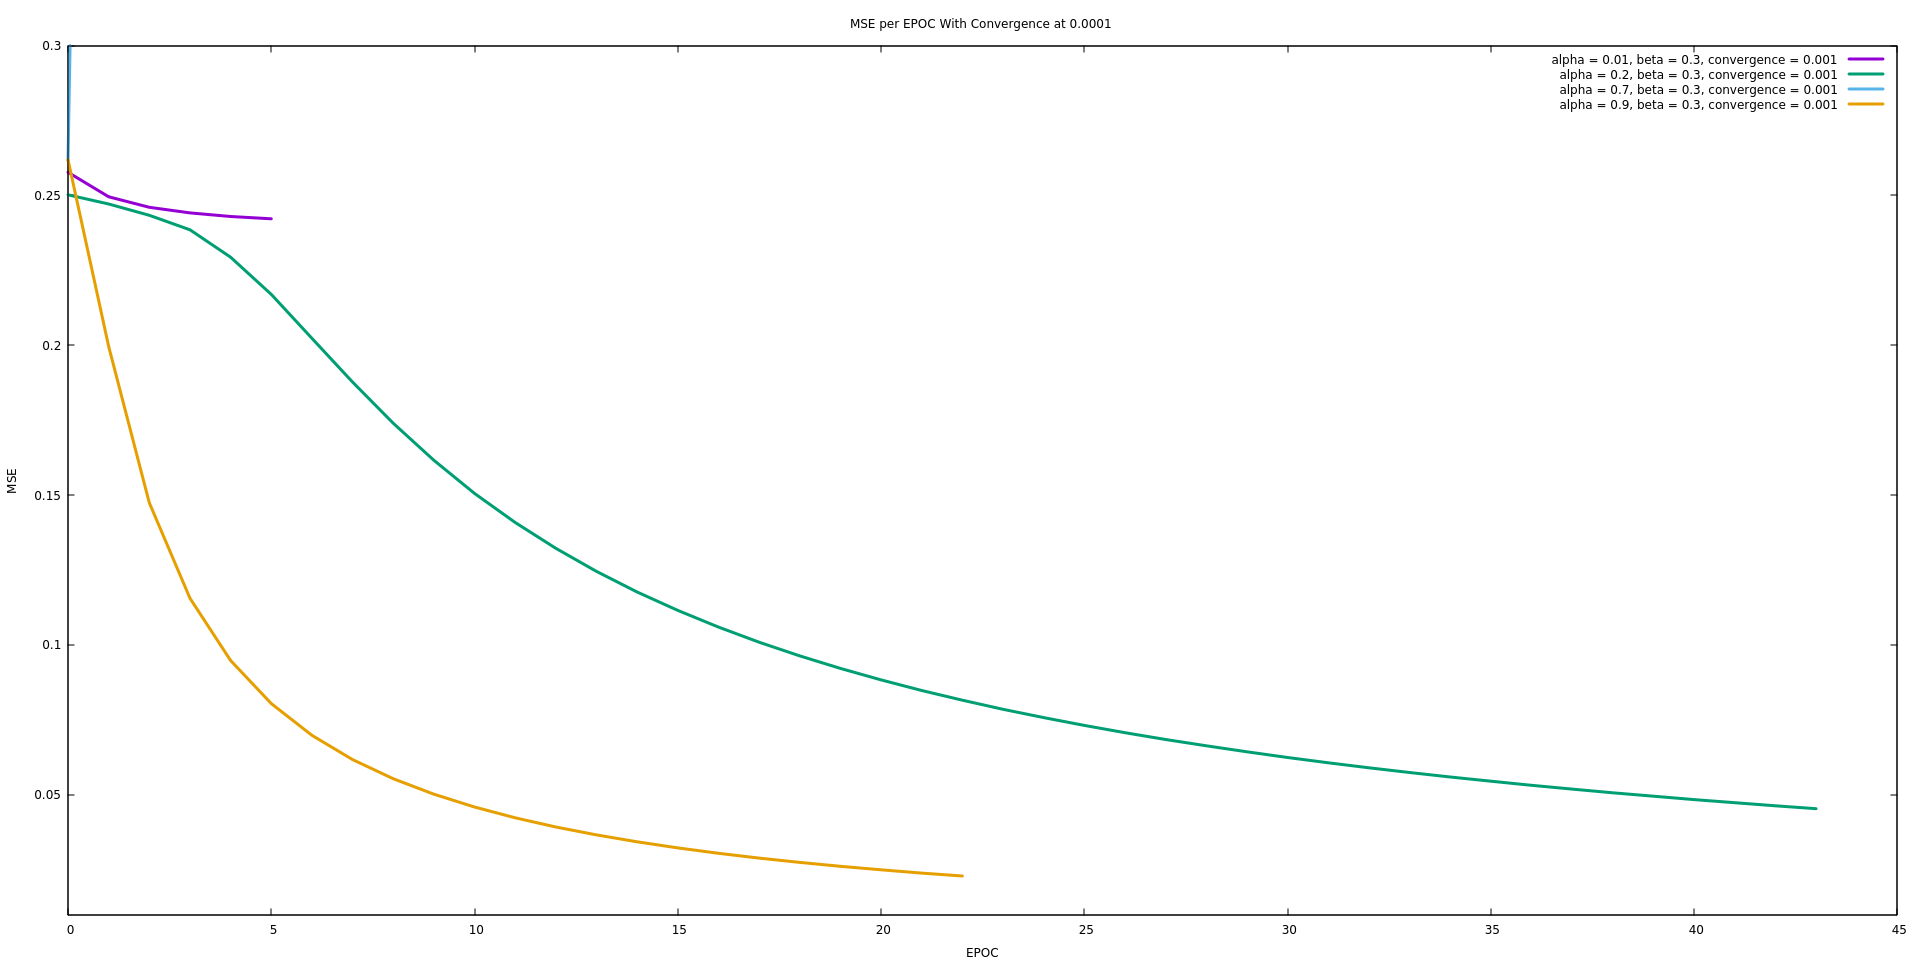 MSE per EPOC With Convergence at 0.0001
alpha = 0.01, beta = 0.3, convergence = 0.001
alpha = 0.2, beta = 0.3, convergence = 0.001
alpha = 0.7, beta = 0.3, convergence = 0.001
alpha = 0.9, beta = 0.3, convergence = 0.001
0.3
0.25
0.2
0.15
0.1
0.05
MSE
0 5 10 15 20 25 30 35 40 45
EPOC